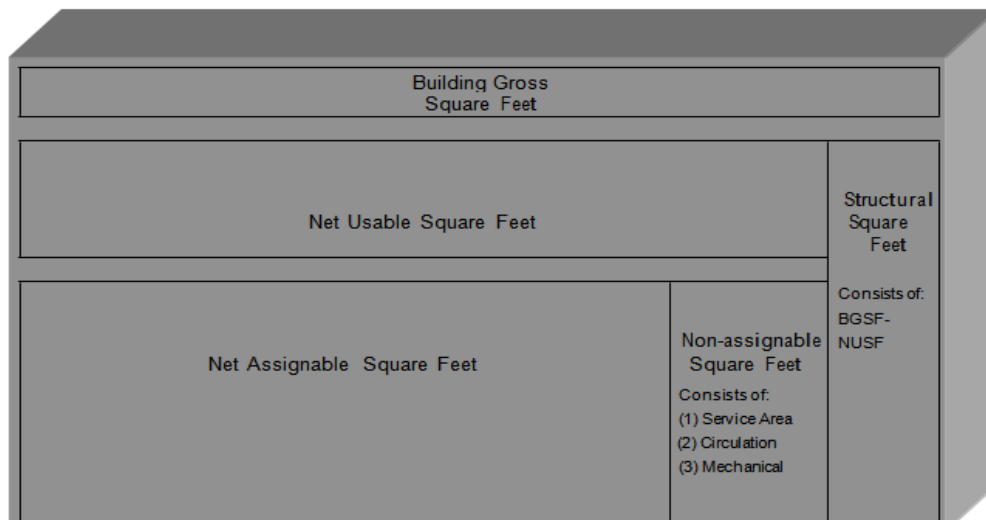 Building Gross
Square Feet
Net Usable Square Feet
Structural
Square
Feet
Consists of:
BGSF-
NUSF
Net Assignable Square Feet
Non-assignable
Square Feet
Consists of:
(1) Service Area
(2) Circulation
(3) Mechanical